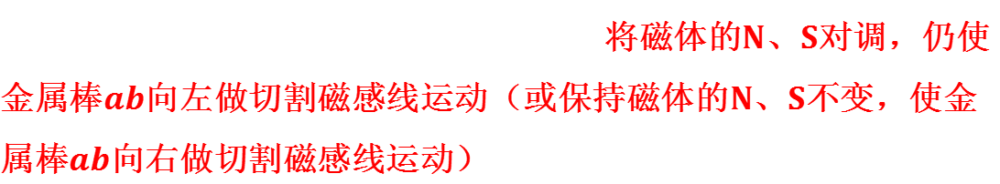 将磁体的N、S对调，仍使
金属棒ab向左做切割磁感线运动（或保持磁体的N、S不变，使金
属棒ab向右做切割磁感线运动）